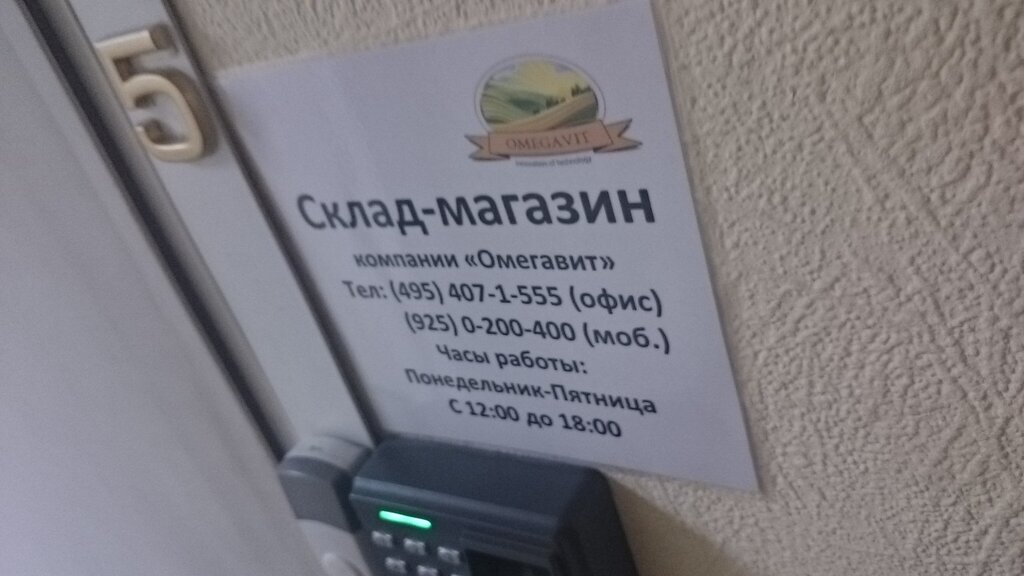 5
OMEGAVIT
Склад-магазин
компании «Омегавит»
Тел: (495) 407-1-555 (офис)
(925) 0-200-400 (моб.)
Часы работы:
Понедельник-Пятница
С 12:00 до 18:00